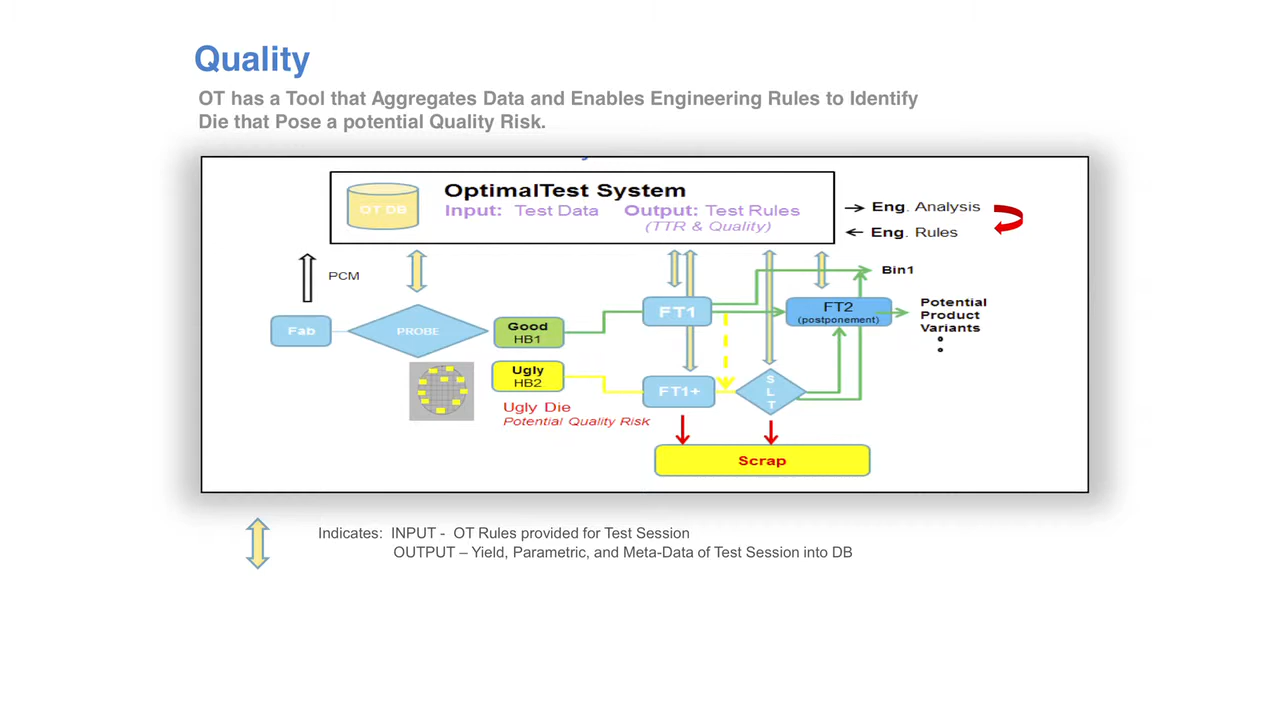 Quality
OT has a Tool that Aggregates Data and Enables Engineering Rules to Identify
Die that Pose a potential Quality Risk.
OT DB
OptimalTest System
Input: Test Data Output: Test Rules
(TTR & Quality)
Eng. Analysis
Eng. Rules
PCM
Bin1
Fab
PROBE
Good
HB1
FT1
FT2
(postponement)
Potential
Product
Variants
Ugly
HB2
FT1+
S
L
T
Ugly Die
Potential Quality Risk
Scrap
Indicates: INPUT - OT Rules provided for Test Session
OUTPUT – Yield, Parametric, and Meta-Data of Test Session into DB